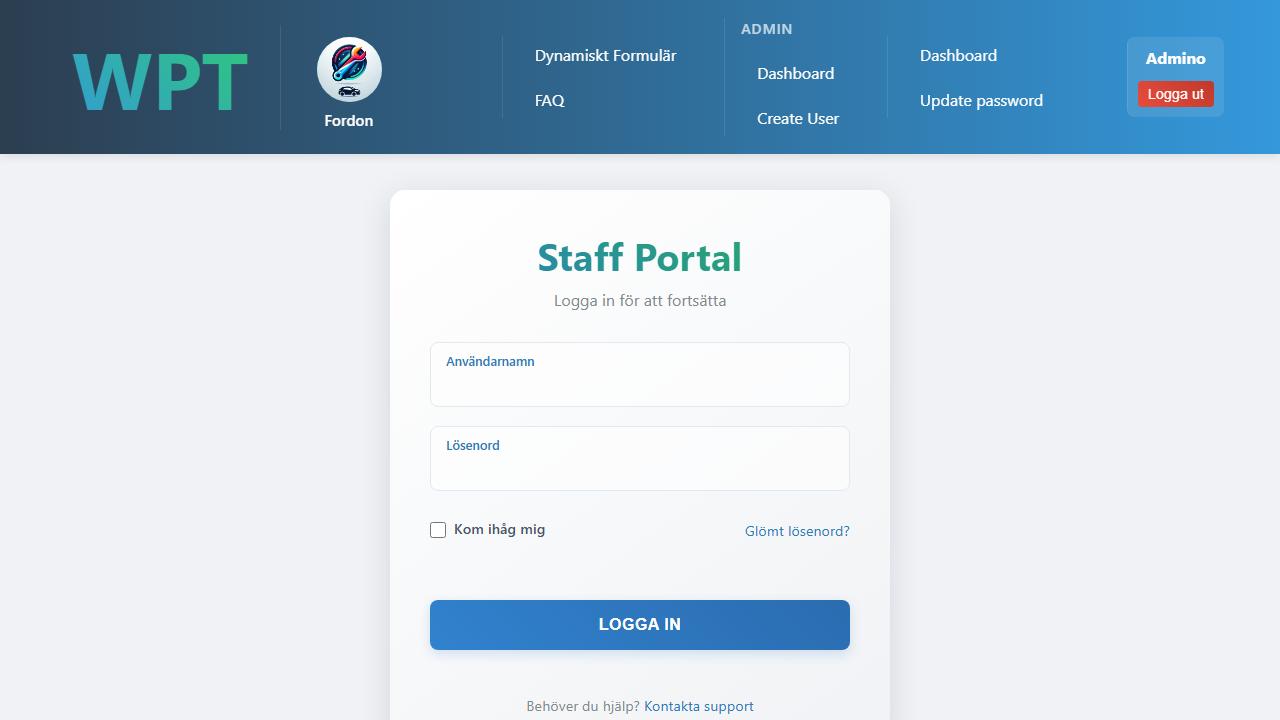 WPT
Fordon
Dynamiskt Formulär
FAQ
ADMIN
Dashboard
Create User
Dashboard
Update password
Admino
Logga ut
Staff Portal
Logga in för att fortsätta
Användarnamn
Lösenord
Kom ihåg mig
Glömt lösenord?
LOGGA IN
Behöver du hjälp? Kontakta support